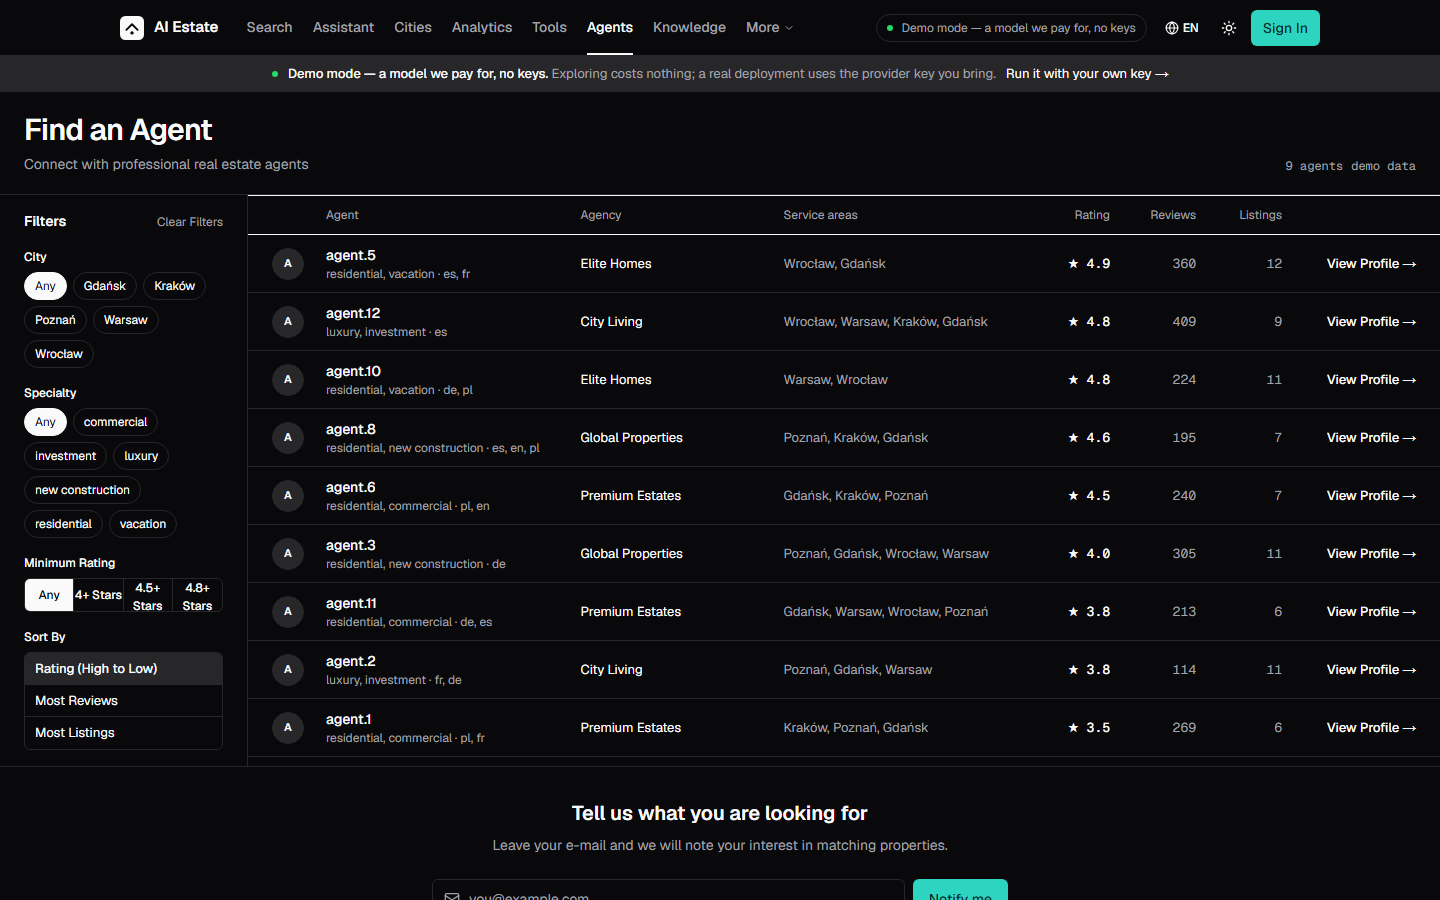 AI Estate Search Assistant Cities Analytics Tools Agents Knowledge More Demo mode — a model we pay for, no keys EN Sign In
Demo mode — a model we pay for, no keys. Exploring costs nothing; a real deployment uses the provider key you bring. Run it with your own key →
Find an Agent
Connect with professional real estate agents
9 agents demo data
Filters Clear Filters
City
Any Gdańsk Kraków
Poznań Warsaw
Wrocław
Specialty
Any commercial
investment luxury
new construction
residential vacation
Minimum Rating
Any 4+ Stars 4.5+ Stars 4.8+ Stars
Sort By
Rating (High to Low)
Most Reviews
Most Listings
Agent Agency Service areas Rating Reviews Listings
A agent.5 Elite Homes Wrocław, Gdańsk ★ 4.9 360 12 View Profile →
residential, vacation · es, fr
A agent.12 City Living Wrocław, Warsaw, Kraków, Gdańsk ★ 4.8 409 9 View Profile →
luxury, investment · es
A agent.10 Elite Homes Warsaw, Wrocław ★ 4.8 224 11 View Profile →
residential, vacation · de, pl
A agent.8 Global Properties Poznań, Kraków, Gdańsk ★ 4.6 195 7 View Profile →
residential, new construction · es, en, pl
A agent.6 Premium Estates Gdańsk, Kraków, Poznań ★ 4.5 240 7 View Profile →
residential, commercial · pl, en
A agent.3 Global Properties Poznań, Gdańsk, Wrocław, Warsaw ★ 4.0 305 11 View Profile →
residential, new construction · de
A agent.11 Premium Estates Gdańsk, Warsaw, Wrocław, Poznań ★ 3.8 213 6 View Profile →
residential, commercial · de, es
A agent.2 City Living Poznań, Gdańsk, Warsaw ★ 3.8 114 11 View Profile →
luxury, investment · fr, de
A agent.1 Premium Estates Kraków, Poznań, Gdańsk ★ 3.5 269 6 View Profile →
residential, commercial · pl, fr
Tell us what you are looking for
Leave your e-mail and we will note your interest in matching properties.
you@example.com Notify me